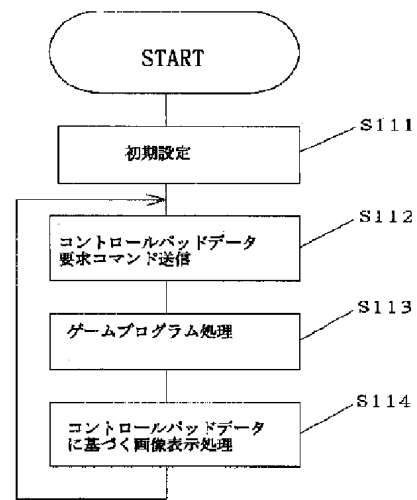 START
初期設定
S111
コントロールパッドデータ
要求コマンド送信
S112
ゲームプログラム処理
S113
コントロールパッドデータ
に基づく画像表示処理
S114